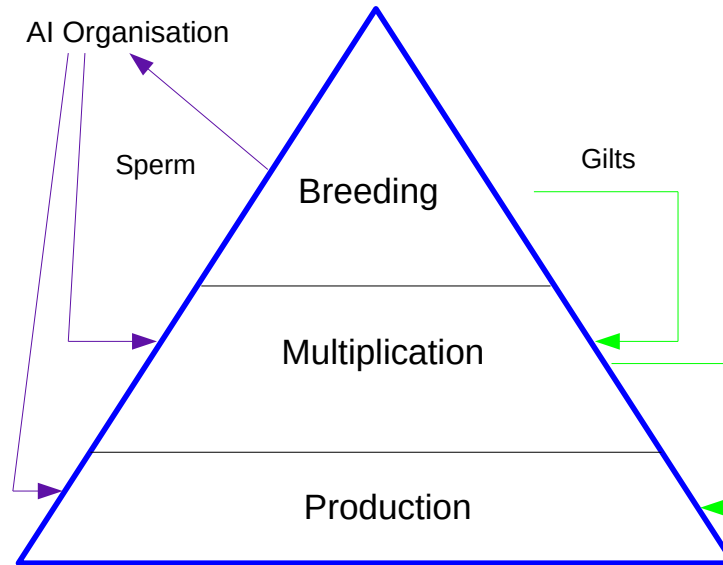 AI Organisation
Sperm
Gilts
Breeding
Multiplication
Production